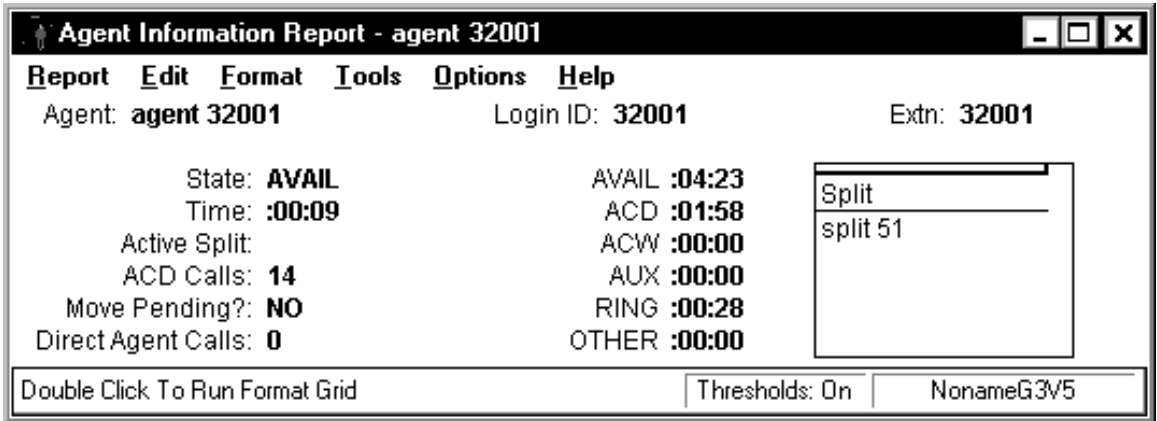 Agent Information Report - agent 32001
Report Edit Format Tools Options Help
Agent: agent 32001 Login ID: 32001 Extn: 32001
State: AVAIL AVAIL :04:23
Time: :00:09 ACD :01:58
Active Split: ACW :00:00
ACD Calls: 14 AUX :00:00
Move Pending?: NO RING :00:28
Direct Agent Calls: 0 OTHER :00:00
Split
split 51
Double Click To Run Format Grid Thresholds: On NonameG3V5